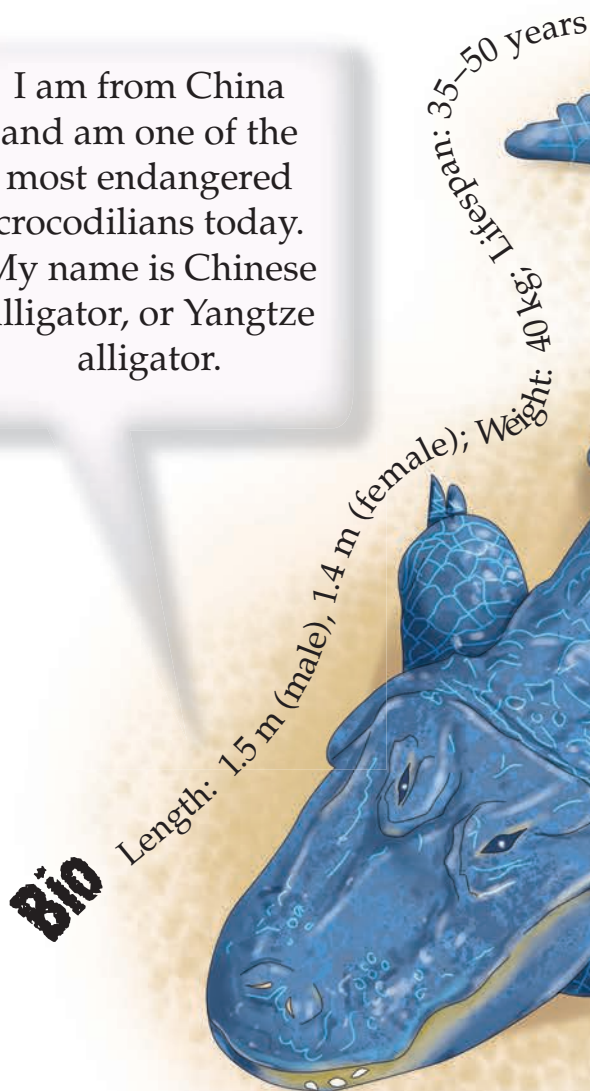 I am from China
and am one of the
most endangered
crocodilians today.
My name is Chinese
alligator, or Yangtze
alligator.
Bio
Length: 1.5 m (male), 1.4 m (female); Weight: 40 kg; Lifespan: 35–50 years